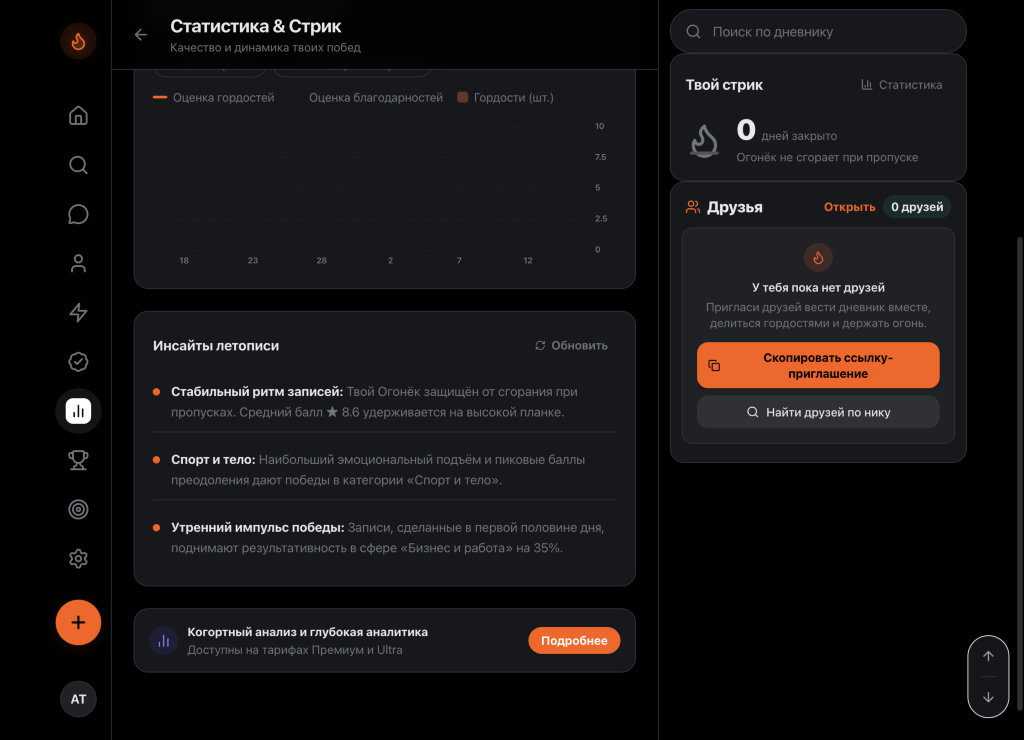 Статистика & Стрик
Качество и динамика твоих побед
Оценка гордостей
Оценка благодарностей
Гордости (шт.)
10
7.5
5
2.5
0
18
23
28
2
7
12
Инсайты летописи
Обновить
Стабильный ритм записей: Твой Огонёк защищён от сгорания при
пропусках. Средний балл ★ 8.6 удерживается на высокой планке.
Спорт и тело: Наибольший эмоциональный подъём и пиковые баллы
преодоления дают победы в категории «Спорт и тело».
Утренний импульс победы: Записи, сделанные в первой половине дня,
поднимают результативность в сфере «Бизнес и работа» на 35%.
Когортный анализ и глубокая аналитика
Доступны на тарифах Премиум и Ultra
Подробнее
AT
Поиск по дневнику
Твой стрик
Статистика
0 дней закрыто
Огонёк не сгорает при пропуске
Друзья
Открыть
0 друзей
У тебя пока нет друзей
Пригласи друзей вести дневник вместе,
делиться гордостями и держать огонь.
Скопировать ссылку-
приглашение
Найти друзей по нику